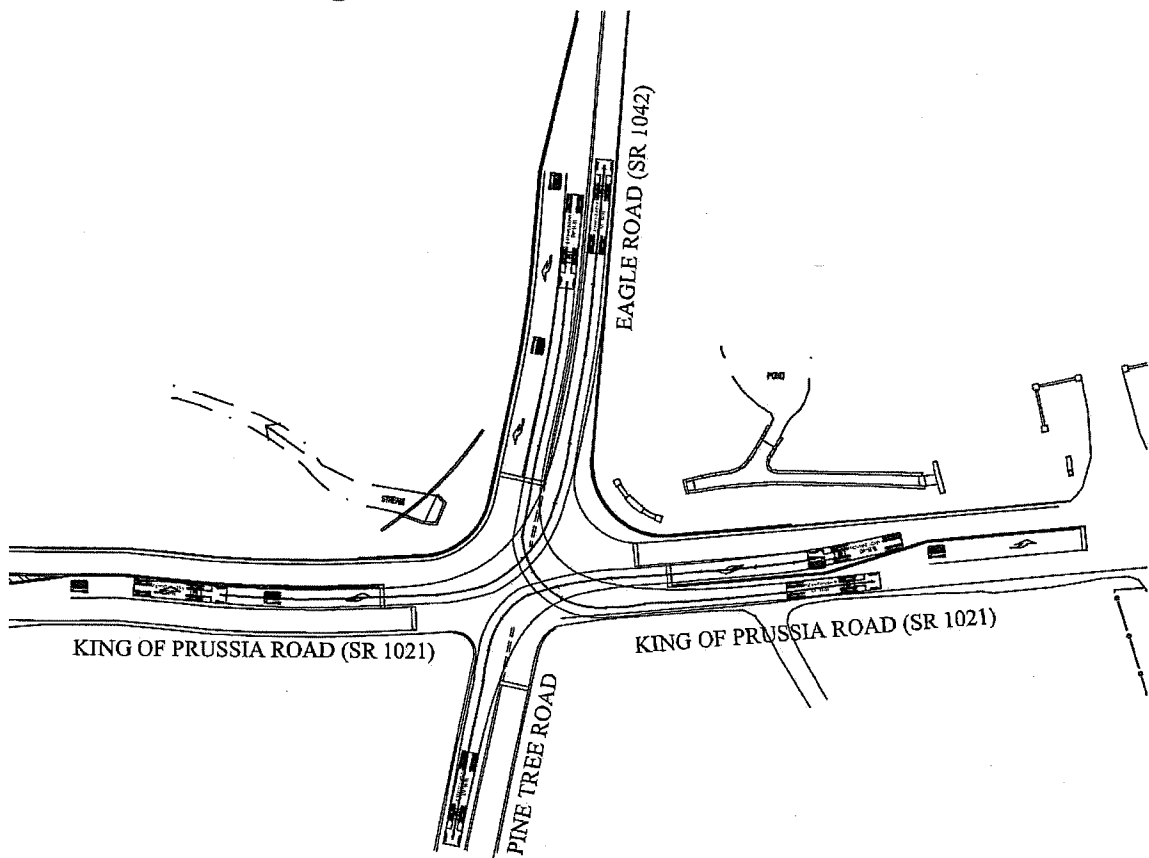 EAGLE ROAD (SR 1042)
POND
STREAM
KING OF PRUSSIA ROAD (SR 1021)
KING OF PRUSSIA ROAD (SR 1021)
PINE TREE ROAD